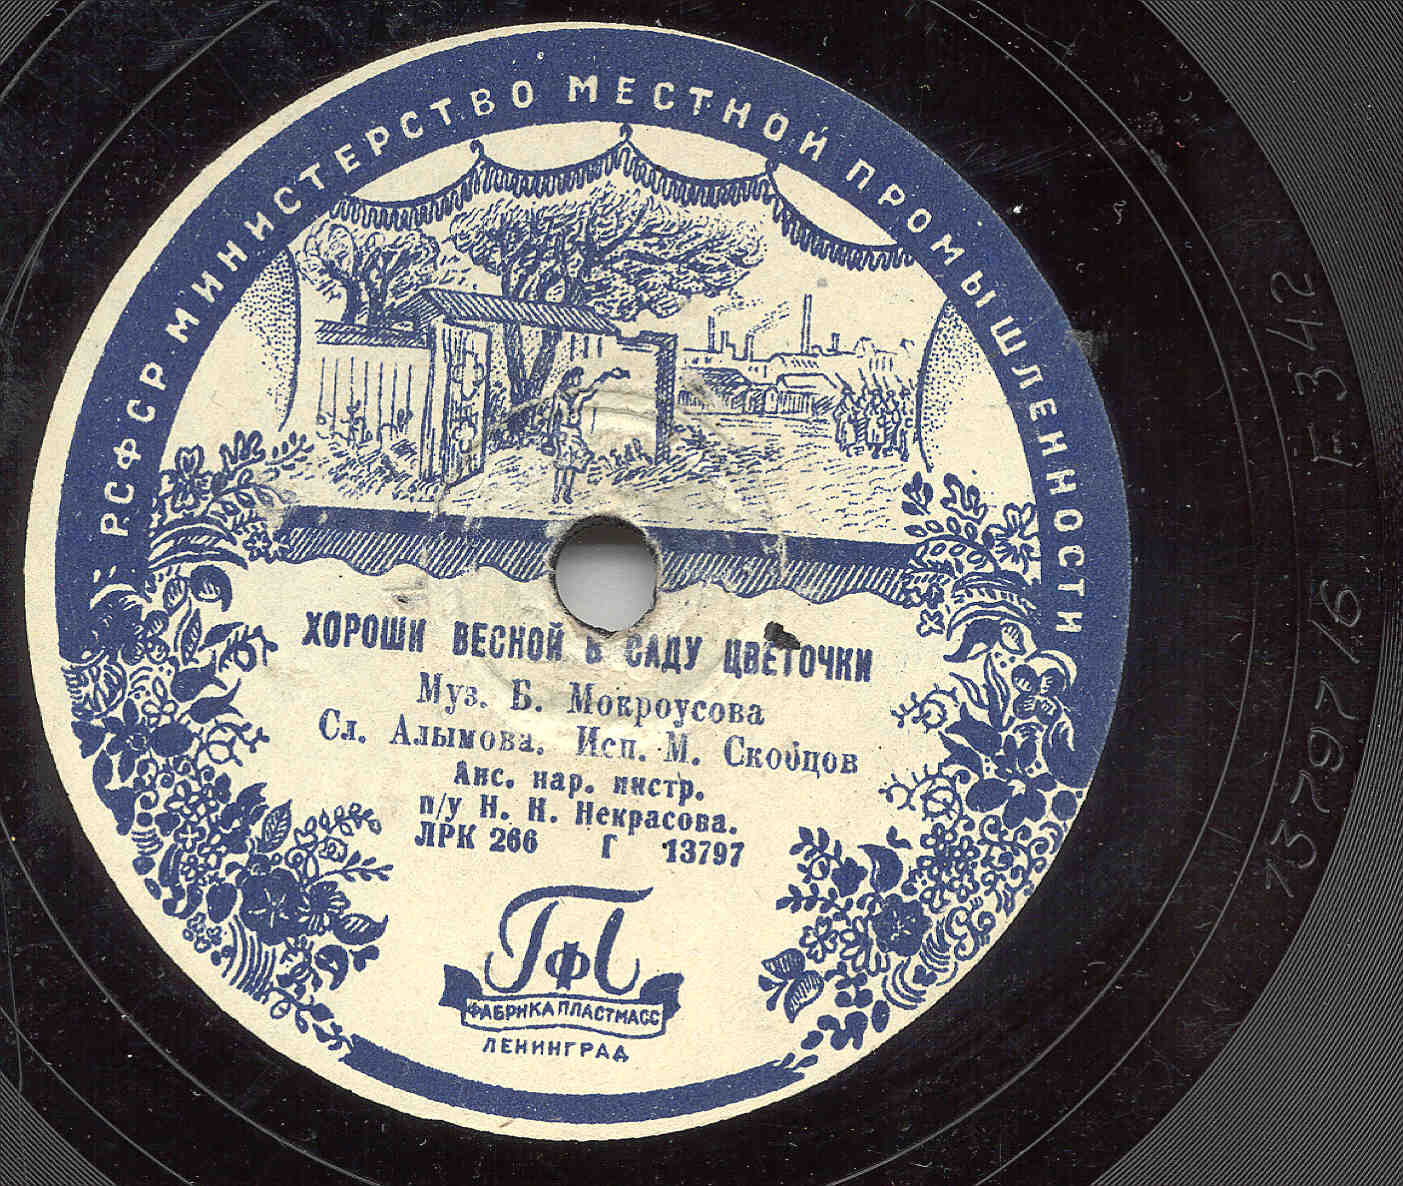 РСФСР МИНИСТЕРСТВО МЕСТНОЙ ПРОМЫШЛЕННОСТИ
ХОРОШИ ВЕСНОЙ В САДУ ЦВЕТОЧКИ
Муз. Б. Мокроусова
Сл. Алымова. Исп. М. Скобцов
Анс. нар. инстр.
п/у Н. Н. Некрасова.
ЛРК 266 Г 13797
ФАБРИКА ПЛАСТМАСС
ЛЕНИНГРАД
13797/6 E 342